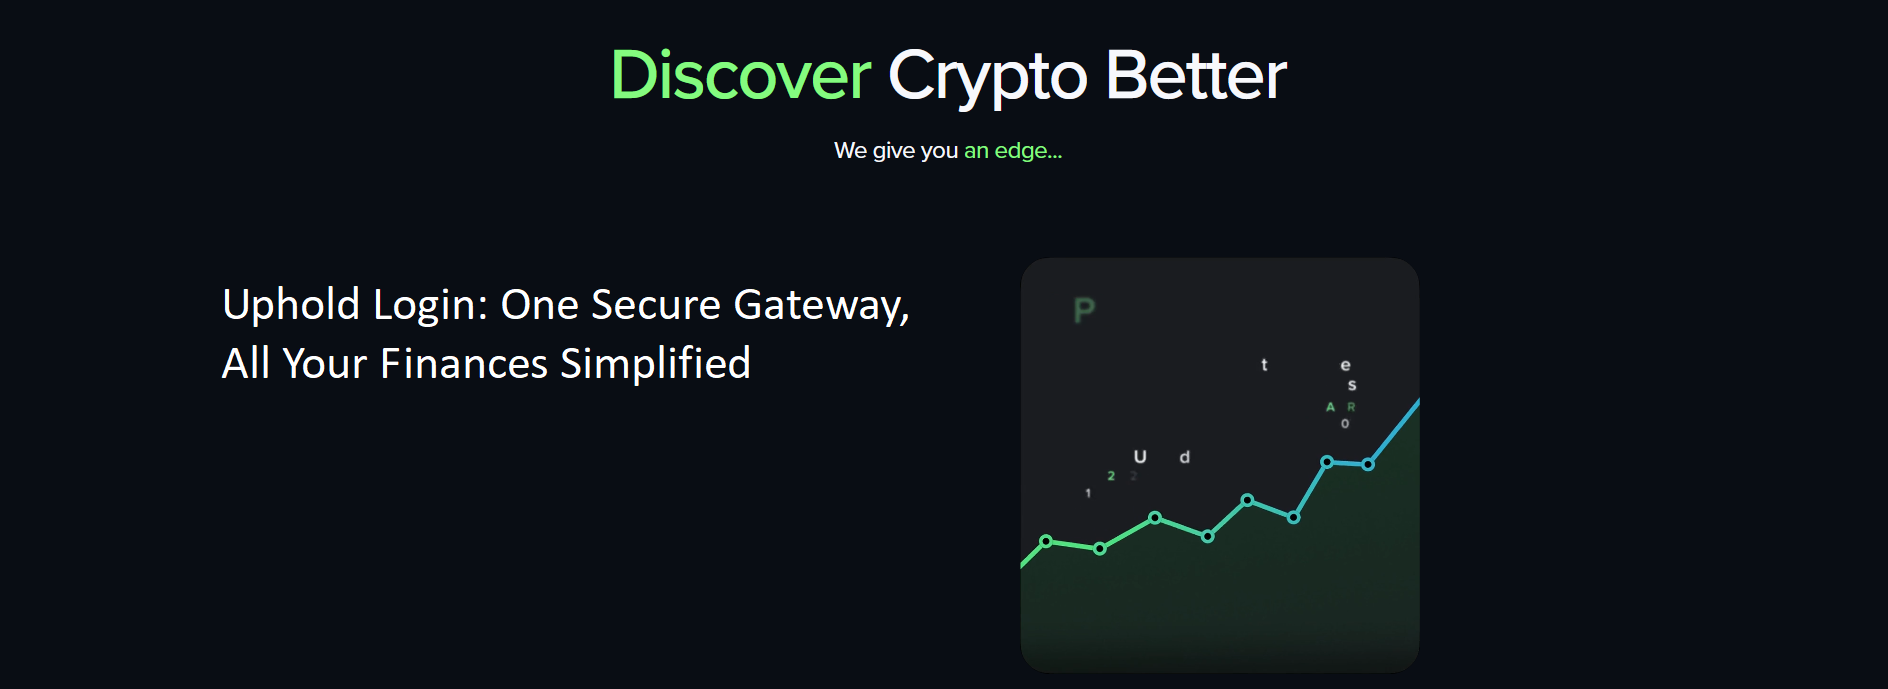 Discover Crypto Better
We give you an edge...
Uphold Login: One Secure Gateway,
All Your Finances Simplified
P
t e
s
A R
0
U d
2 2
1